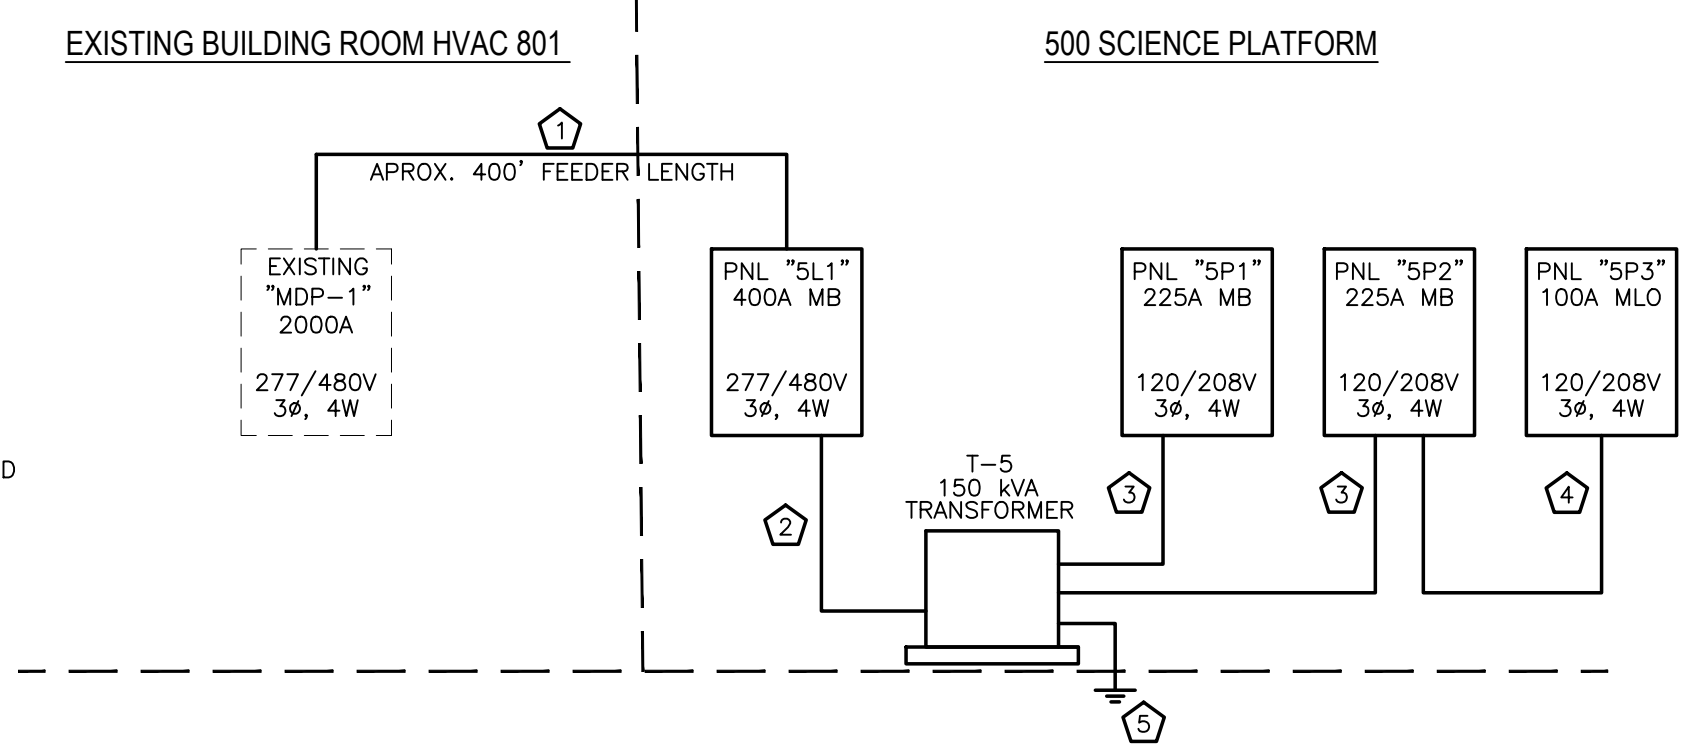 EXISTING BUILDING ROOM HVAC 801
500 SCIENCE PLATFORM
1
APROX. 400' FEEDER LENGTH
EXISTING
"MDP-1"
2000A
277/480V
3ø, 4W
PNL "5L1"
400A MB
277/480V
3ø, 4W
PNL "5P1"
225A MB
120/208V
3ø, 4W
PNL "5P2"
225A MB
120/208V
3ø, 4W
PNL "5P3"
100A MLO
120/208V
3ø, 4W
D
T-5
150 kVA
TRANSFORMER
2
3
3
4
5